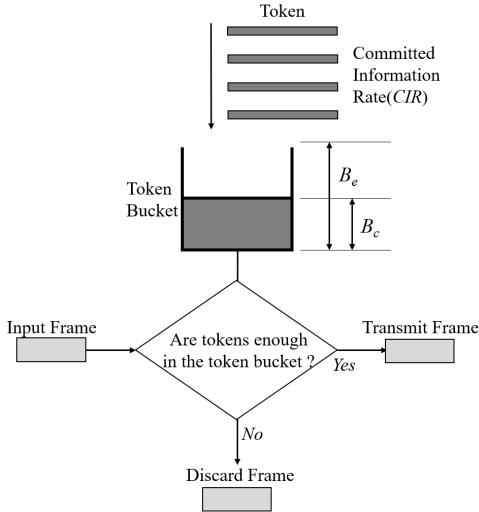 Token
Committed
Information
Rate(CIR)
Token
Bucket
Be
Bc
Input Frame
Are tokens enough
in the token bucket ?
Yes
Transmit Frame
No
Discard Frame